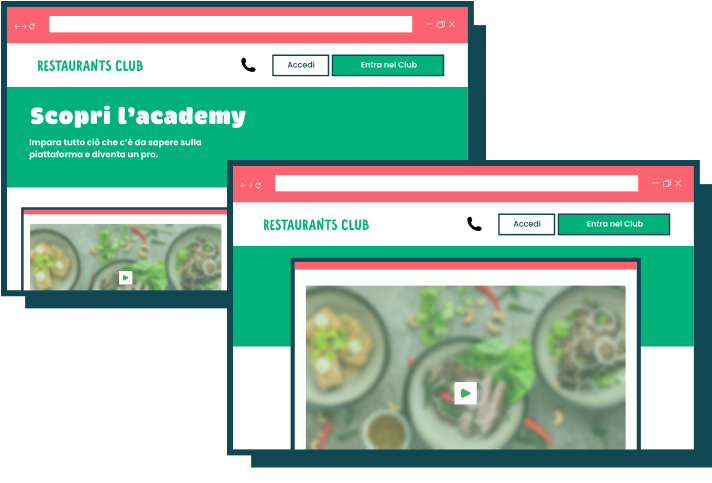 RESTAURANTS CLUB
Accedi
Entra nel Club
Scopri l'academy
Impara tutto ciò che c'è da sapere sulla
piattaforma e diventa un pro.
RESTAURANTS CLUB
Accedi
Entra nel Club